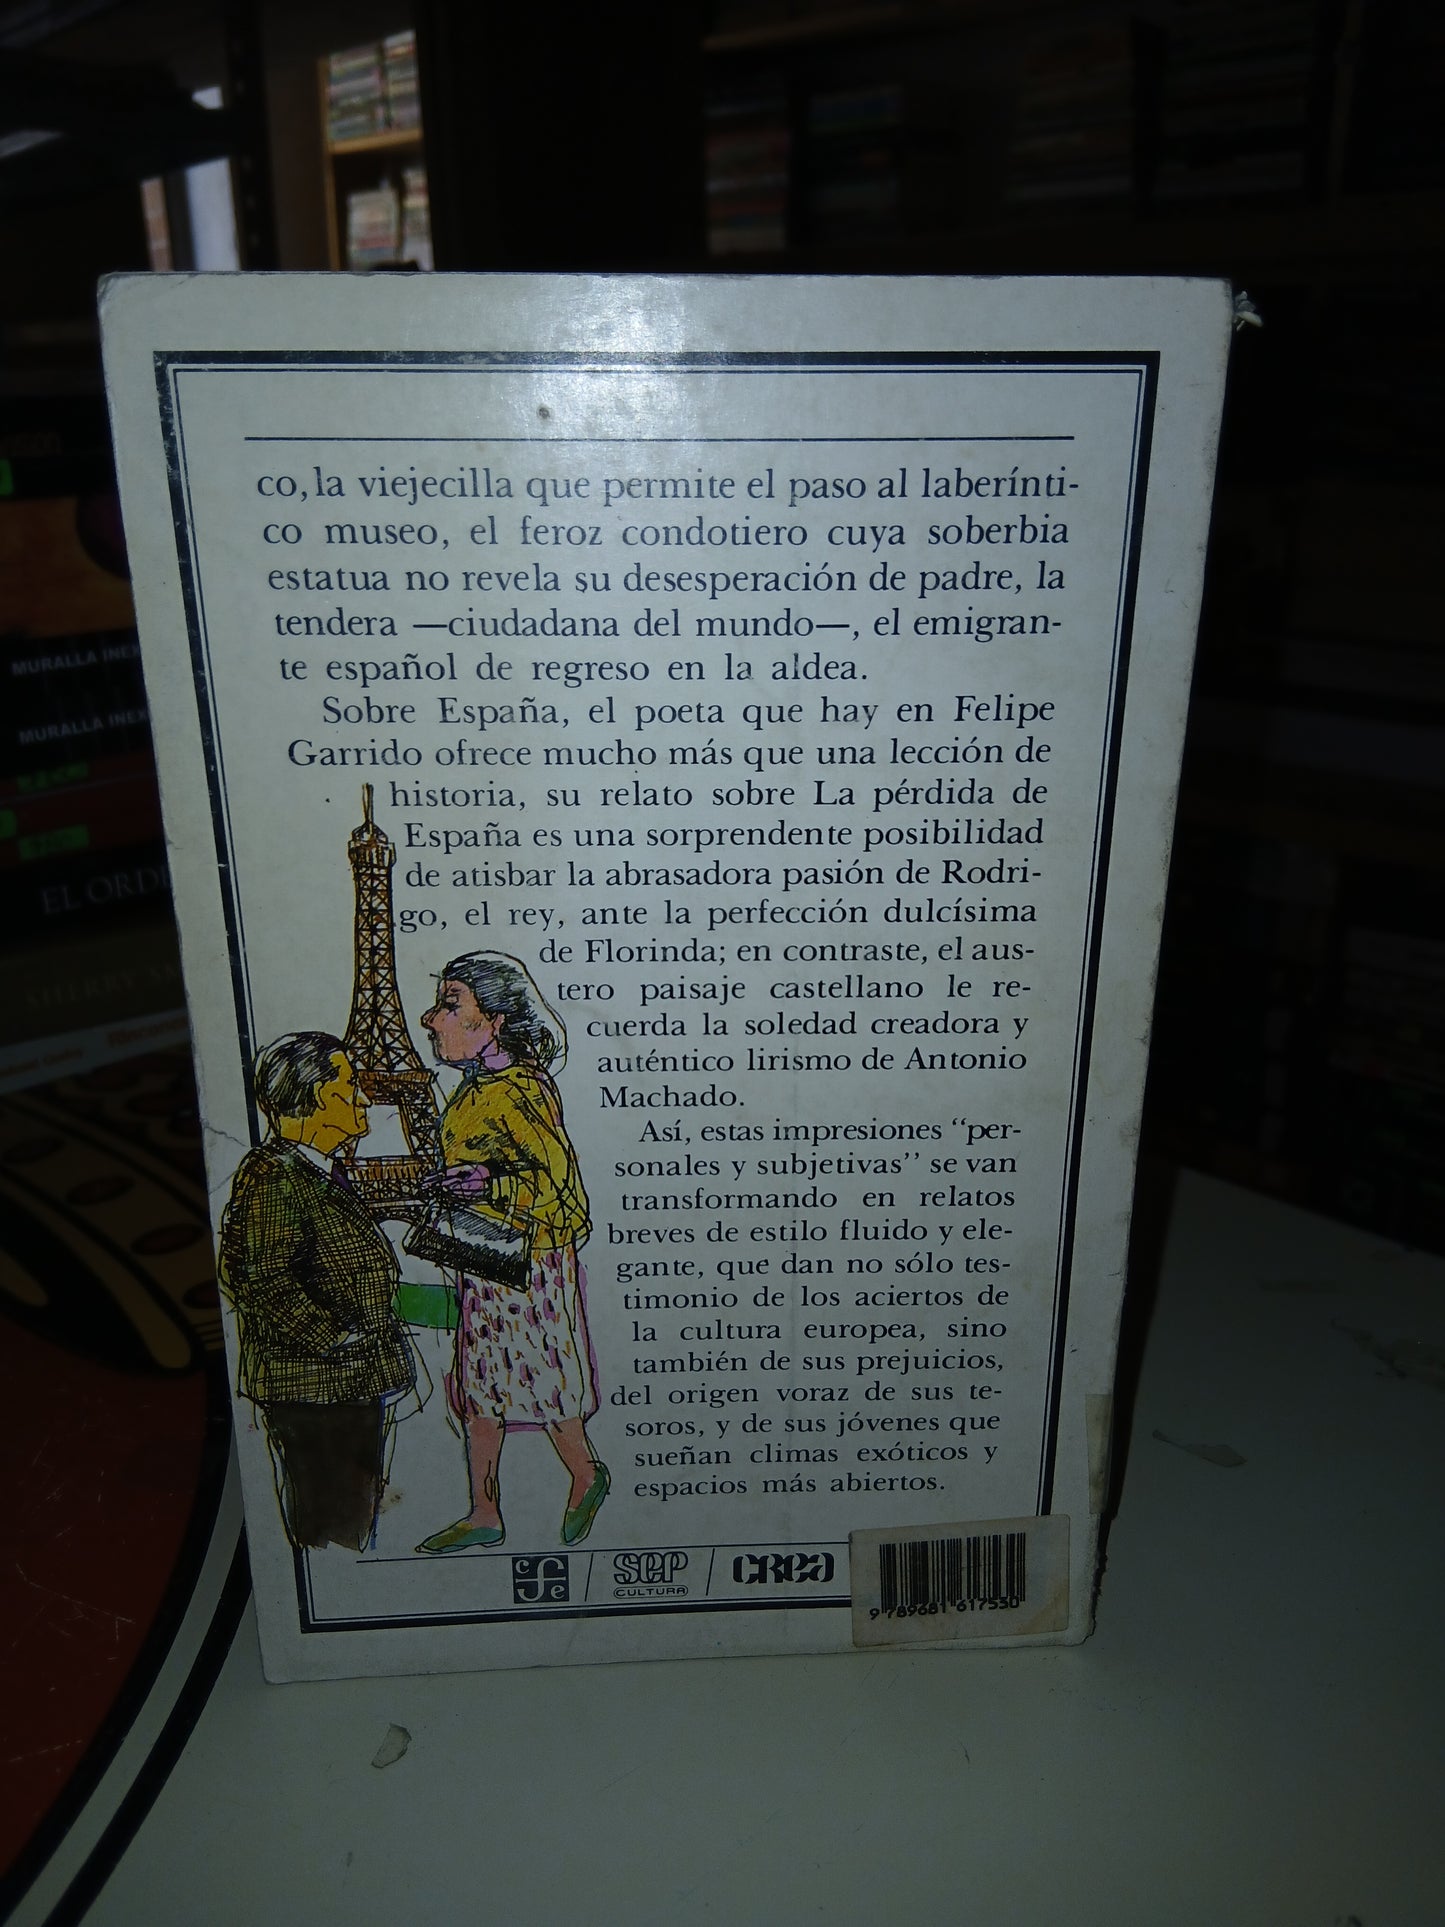 co, la viejecilla que permite el paso al laberínti-
co museo, el feroz condotiero cuya soberbia
estatua no revela su desesperación de padre, la
tendera —ciudadana del mundo—, el emigran-
te español de regreso en la aldea.
Sobre España, el poeta que hay en Felipe
Garrido ofrece mucho más que una lección de
historia, su relato sobre La pérdida de
España es una sorprendente posibilidad
de atisbar la abrasadora pasión de Rodri-
go, el rey, ante la perfección dulcísima
de Florinda; en contraste, el aus-
tero paisaje castellano le re-
cuerda la soledad creadora y
auténtico lirismo de Antonio
Machado.
Así, estas impresiones “per-
sonales y subjetivas” se van
transformando en relatos
breves de estilo fluido y ele-
gante, que dan no sólo tes-
timonio de los aciertos de
la cultura europea, sino
también de sus prejuicios,
del origen voraz de sus te-
soros, y de sus jóvenes que
sueñan climas exóticos y
espacios más abiertos.
cfe / SEP CULTURA / crea
9 789681 617530
MURALLA
MURALLA
EL ORDE
SHERRY